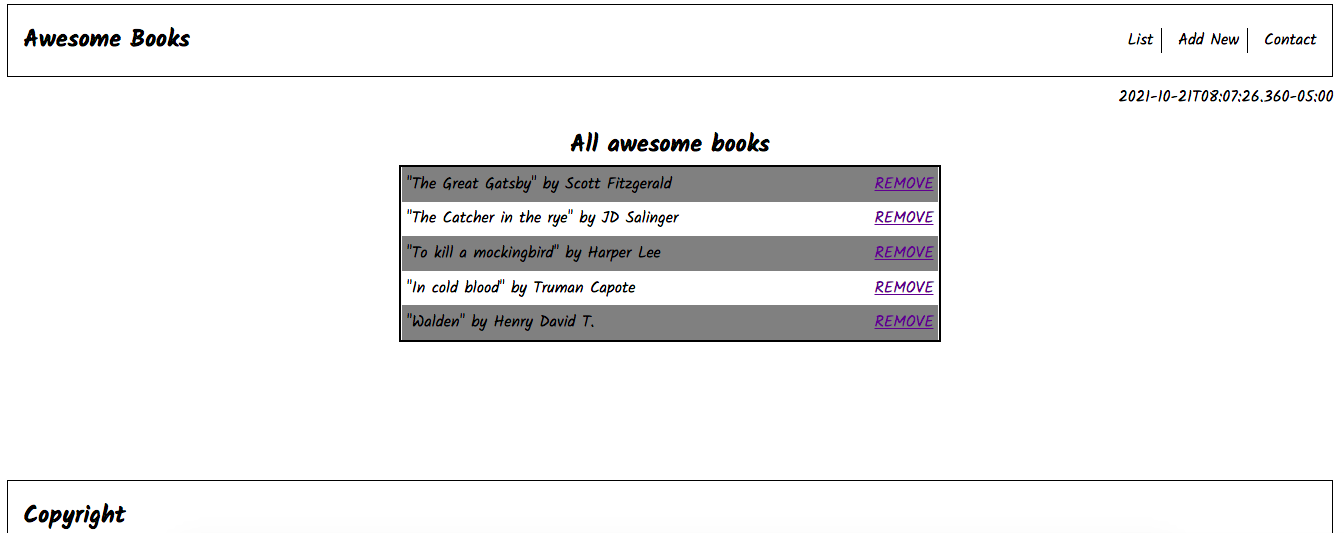 Awesome Books
List Add New Contact
2021-10-21T08:07:26.360-05:00
All awesome books
"The Great Gatsby" by Scott Fitzgerald REMOVE
"The Catcher in the rye" by JD Salinger REMOVE
"To kill a mockingbird" by Harper Lee REMOVE
"In cold blood" by Truman Capote REMOVE
"Walden" by Henry David T. REMOVE
Copyright